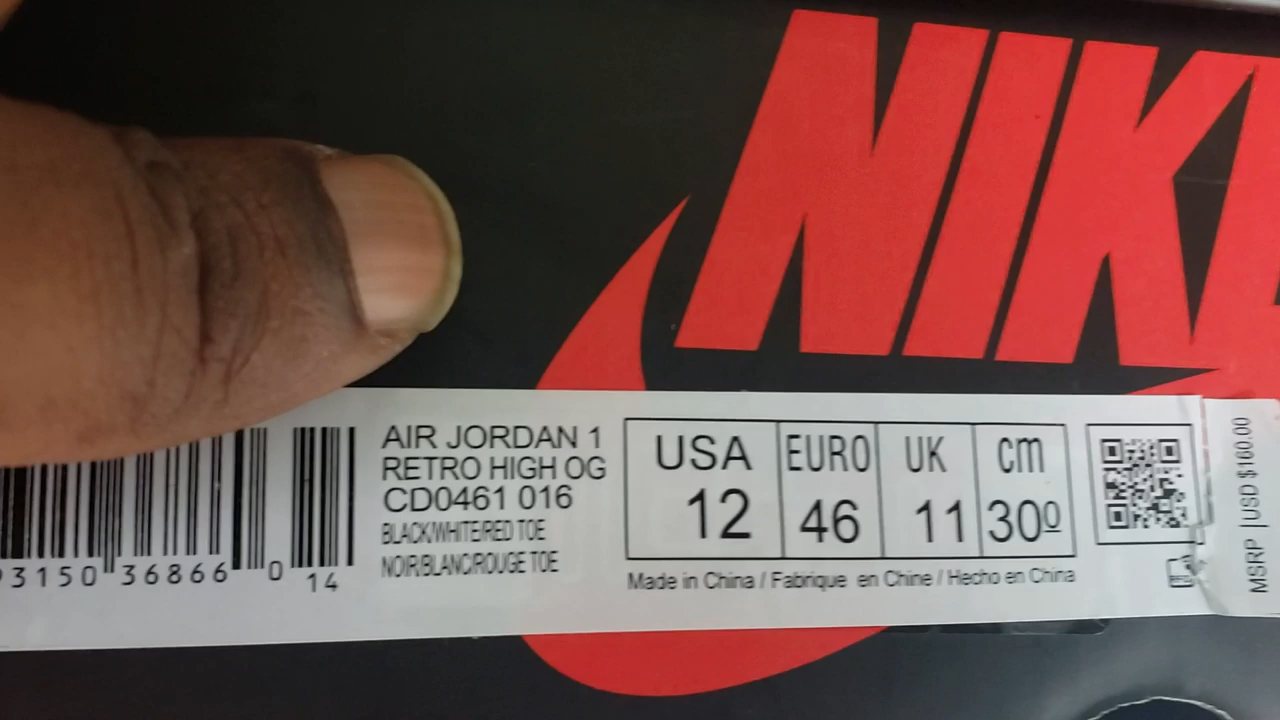 NIK
AIR JORDAN 1
RETRO HIGH OG
CD0461 016
BLACK/WHITE/RED TOE
NOIR/BLANC/ROUGE TOE
USA EURO UK cm
12 46 11 30º
Made in China / Fabrique en Chine / Hecho en China
3150 36866 0 14
MSRP USD $160.00